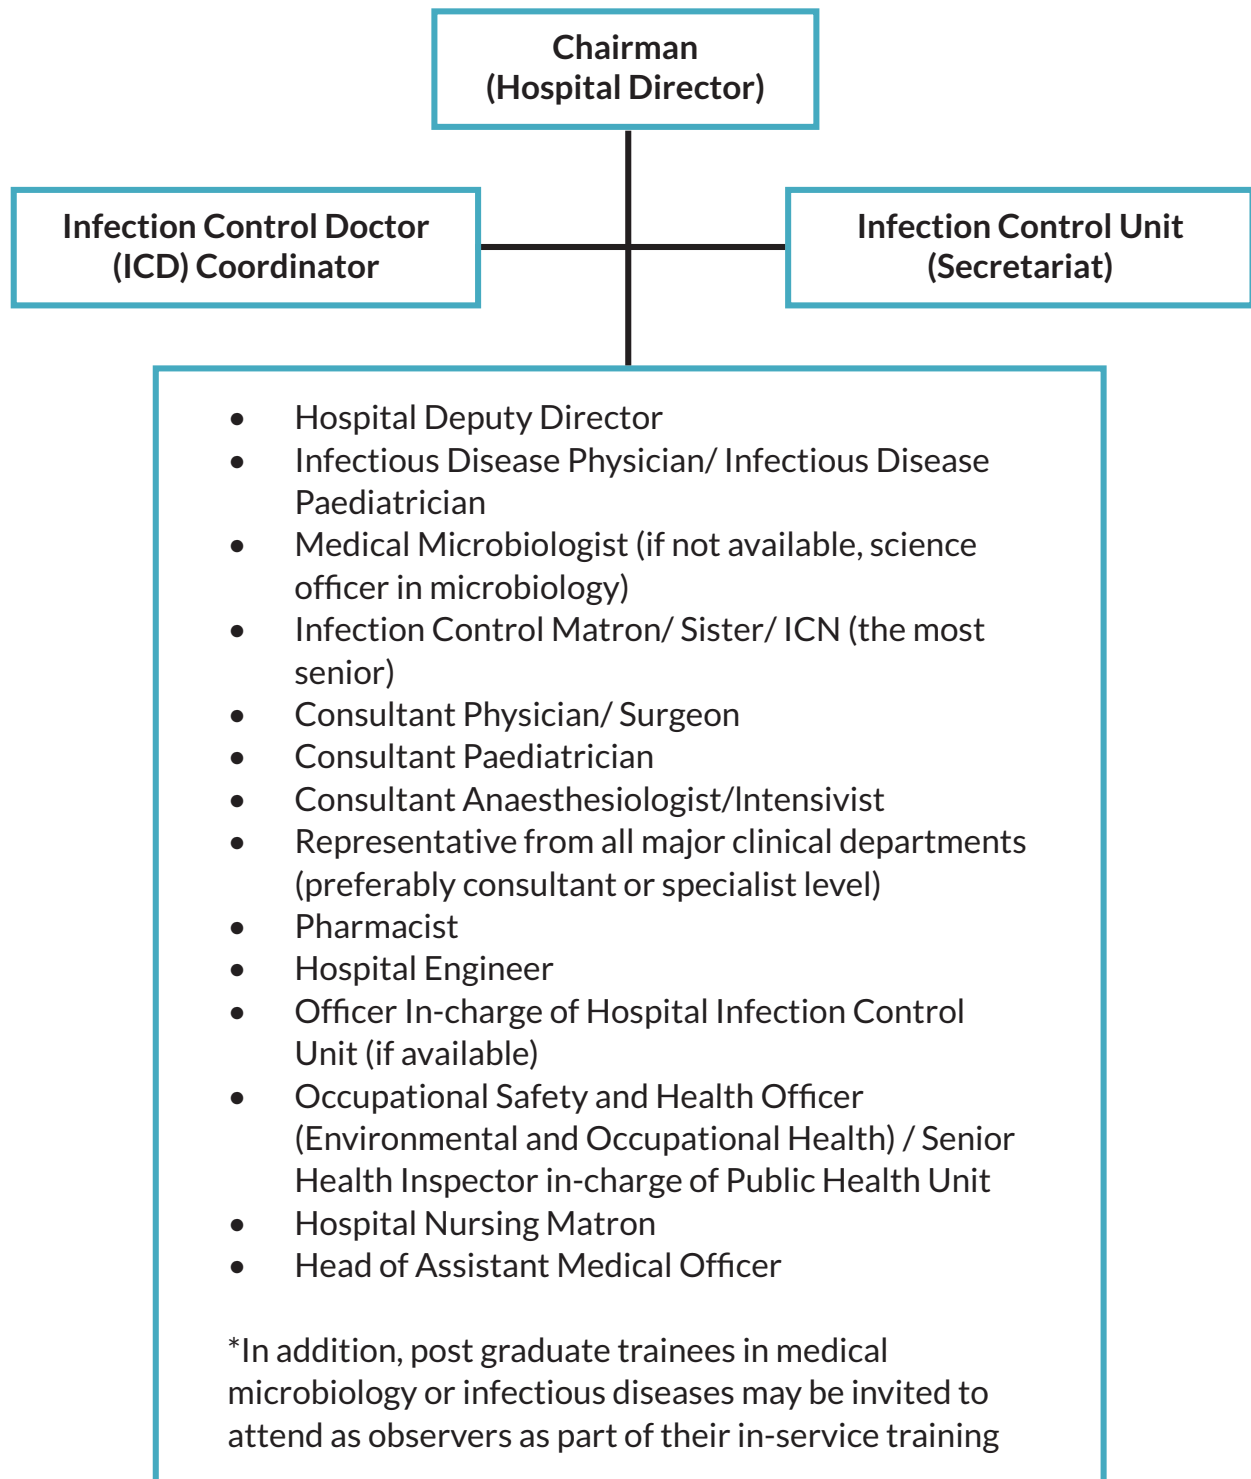 Chairman
(Hospital Director)
Infection Control Doctor
(ICD) Coordinator
Infection Control Unit
(Secretariat)
• Hospital Deputy Director
• Infectious Disease Physician/ Infectious Disease
Paediatrician
• Medical Microbiologist (if not available, science
officer in microbiology)
• Infection Control Matron/ Sister/ ICN (the most
senior)
• Consultant Physician/ Surgeon
• Consultant Paediatrician
• Consultant Anaesthesiologist/Intensivist
• Representative from all major clinical departments
(preferably consultant or specialist level)
• Pharmacist
• Hospital Engineer
• Officer In-charge of Hospital Infection Control
Unit (if available)
• Occupational Safety and Health Officer
(Environmental and Occupational Health) / Senior
Health Inspector in-charge of Public Health Unit
• Hospital Nursing Matron
• Head of Assistant Medical Officer
*In addition, post graduate trainees in medical
microbiology or infectious diseases may be invited to
attend as observers as part of their in-service training